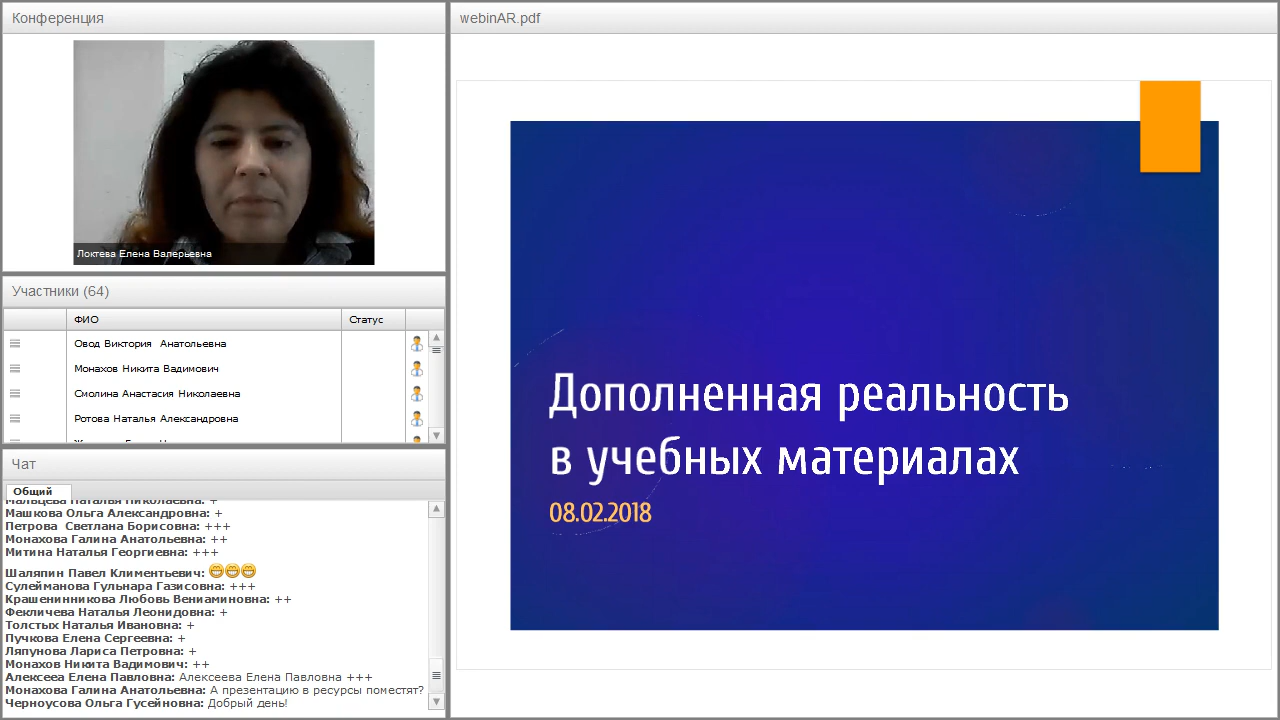 Конференция
Локтева Елена Валерьевна
Участники (64)
ФИО Статус
Овод Виктория Анатольевна
Монахов Никита Вадимович
Смолина Анастасия Николаевна
Ротова Наталья Александровна
Чат
Общий
Мальцева Наталья Николаевна: +
Машкова Ольга Александровна: +
Петрова Светлана Борисовна: +++
Монахова Галина Анатольевна: ++
Митина Наталья Георгиевна: +++
Шаляпин Павел Климентьевич:
Сулейманова Гульнара Газисовна: +++
Крашенинникова Любовь Вениаминовна: ++
Фекличева Наталья Леонидовна: +
Толстых Наталья Ивановна: +
Пучкова Елена Сергеевна: +
Ляпунова Лариса Петровна: +
Монахов Никита Вадимович: ++
Алексееа Елена Павловна: Алексеева Елена Павловна +++
Монахова Галина Анатольевна: А презентацию в ресурсы поместят?
Черноусова Ольга Гусейновна: Добрый день!
webinAR.pdf
Дополненная реальность
в учебных материалах
08.02.2018